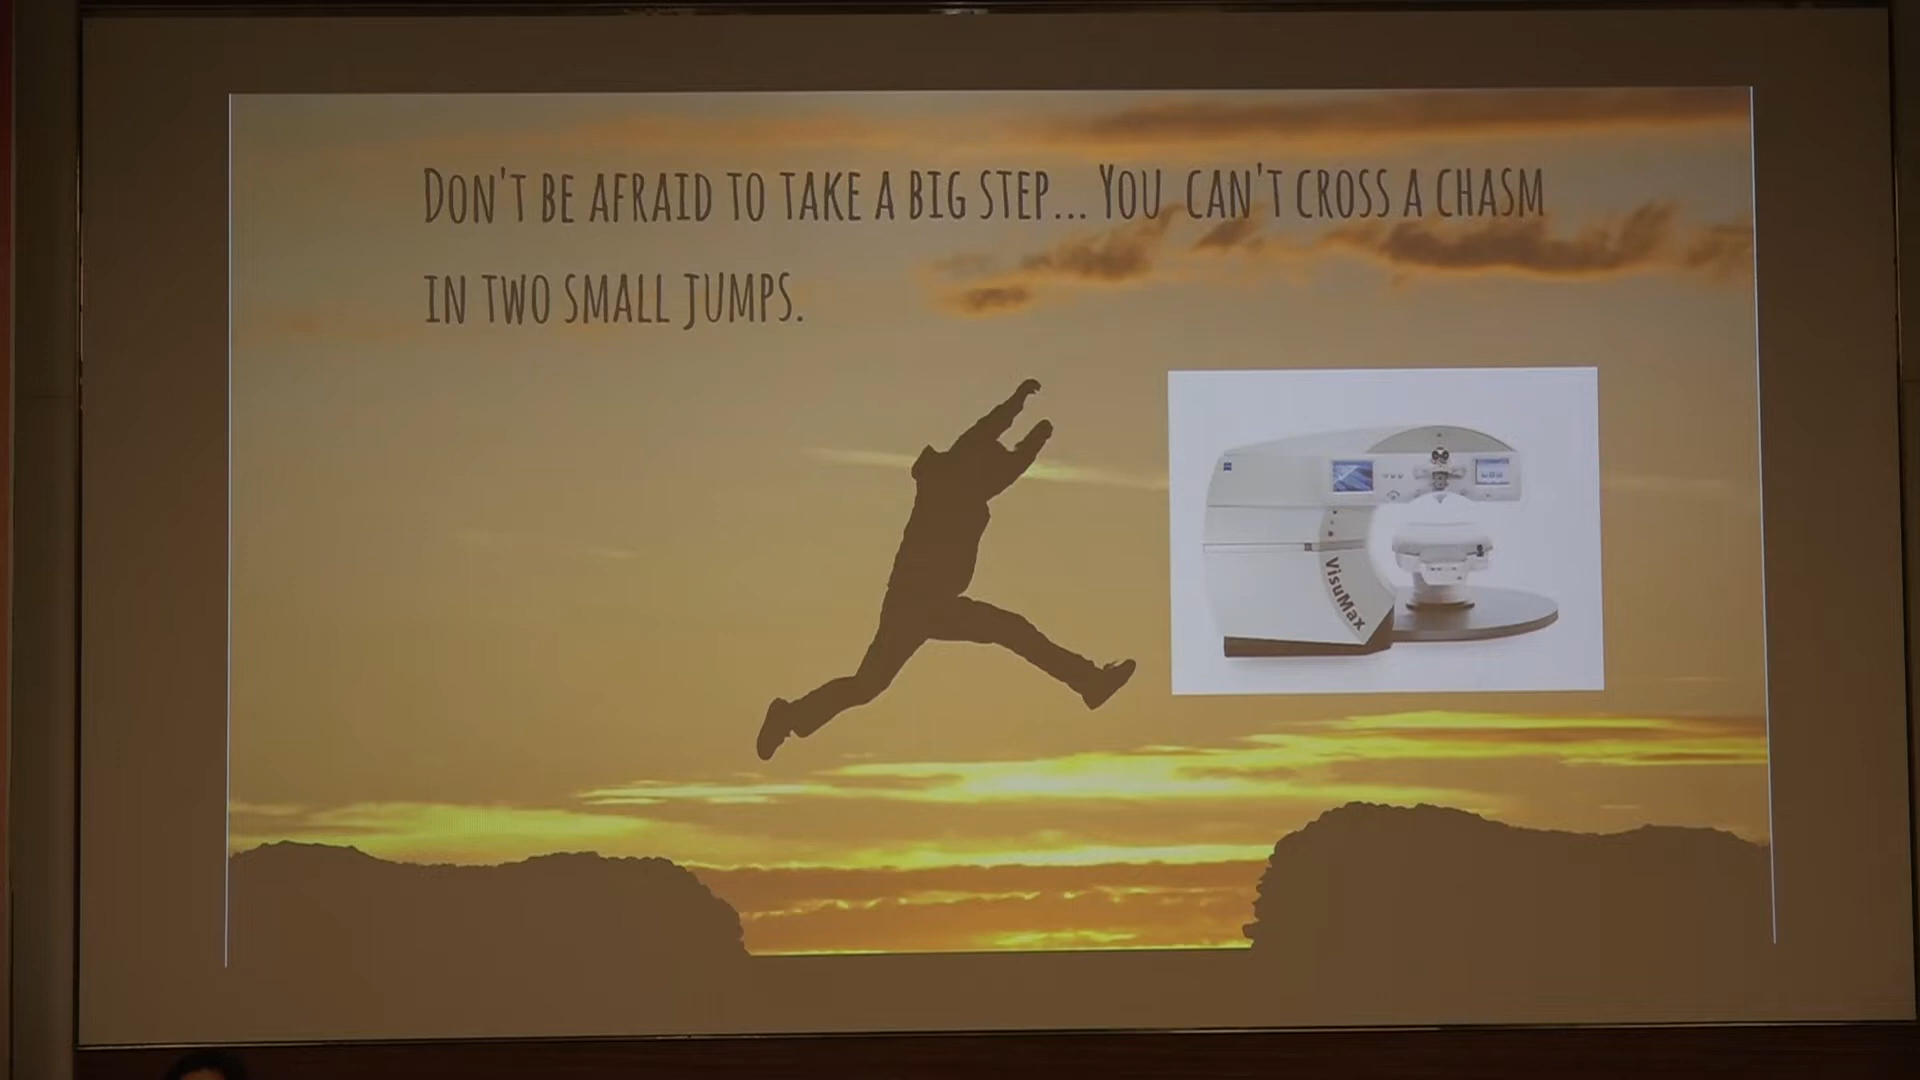 DON'T BE AFRAID TO TAKE A BIG STEP... YOU CAN'T CROSS A CHASM
IN TWO SMALL JUMPS.
VisuMax